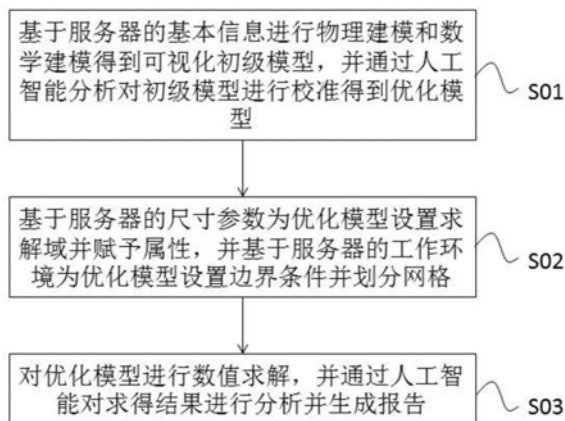 基于服务器的基本信息进行物理建模和数
学建模得到可视化初级模型，并通过人工
智能分析对初级模型进行校准得到优化模
型
S01
基于服务器的尺寸参数为优化模型设置求
解域并赋予属性，并基于服务器的工作环
境为优化模型设置边界条件并划分网格
S02
对优化模型进行数值求解，并通过人工智
能对求得结果进行分析并生成报告
S03